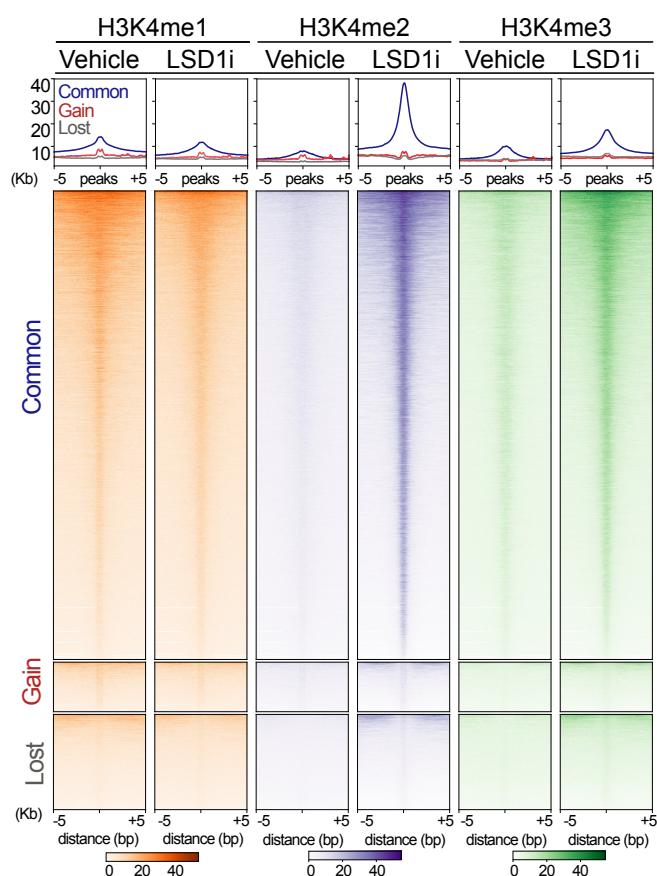 H3K4me1 H3K4me2 H3K4me3
Vehicle LSD1i Vehicle LSD1i Vehicle LSD1i
40
30
20
10
Common
Gain
Lost
(Kb) -5 peaks +5 -5 peaks +5 -5 peaks +5 -5 peaks +5 -5 peaks +5 -5 peaks +5
Common
Gain
Lost
(Kb) -5 +5 -5 +5 -5 +5 -5 +5 -5 +5 -5 +5
distance (bp) distance (bp) distance (bp) distance (bp) distance (bp) distance (bp)
0 20 40 0 20 40 0 20 40